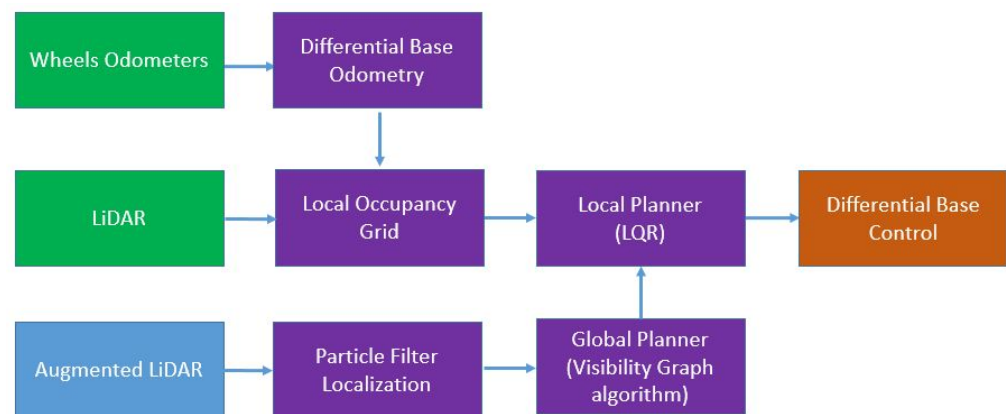 Wheels Odometers
Differential Base
Odometry
LiDAR
Local Occupancy
Grid
Local Planner
(LQR)
Differential Base
Control
Augmented LiDAR
Particle Filter
Localization
Global Planner
(Visibility Graph
algorithm)